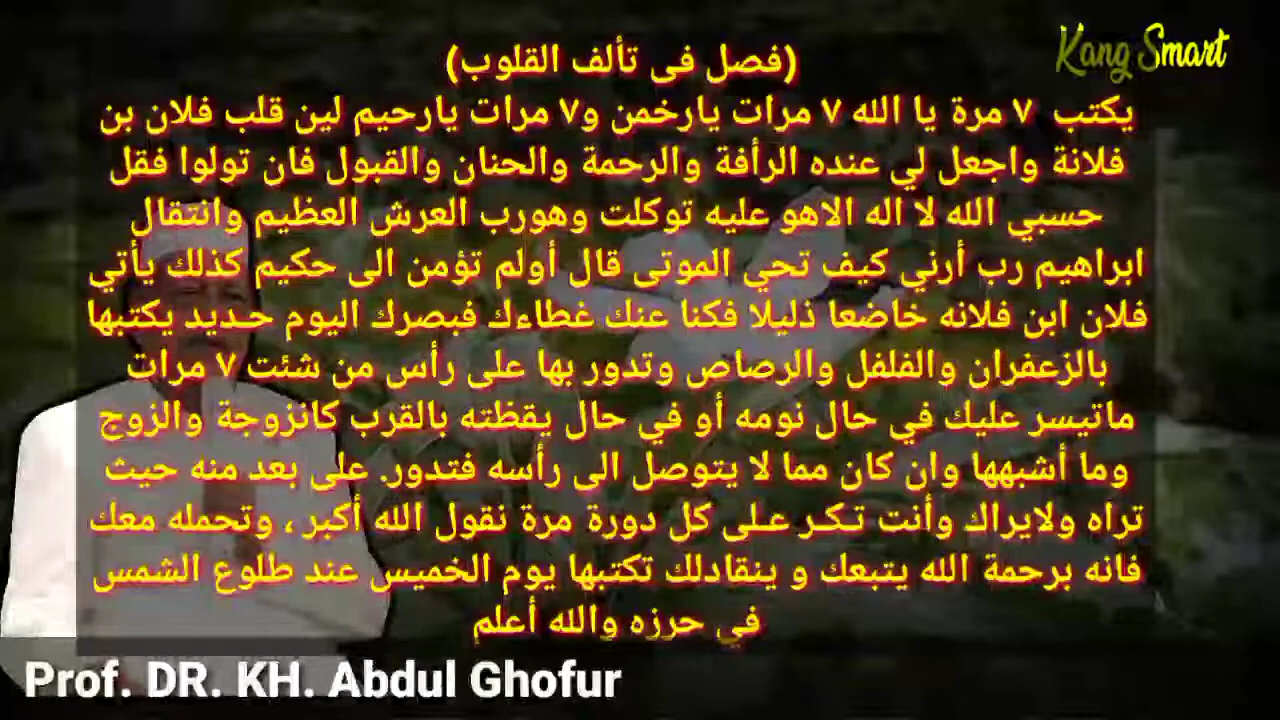 Kang Smart
(فصل فى تألف القلوب)
يكتب ٧ مرة يا الله ٧ مرات يارخمن و٧ مرات يارحيم لين قلب فلان بن
فلانة واجعل لي عنده الرأفة والرحمة والحنان والقبول فان تولوا فقل
حسبي الله لا اله الاهو عليه توكلت وهورب العرش العظيم وانتقال
ابراهيم رب أرني كيف تحي الموتى قال أولم تؤمن الى حكيم كذلك يأتي
فلان ابن فلانه خاضعا ذليلا فكنا عنك غطاءك فبصرك اليوم حديد يكتبها
بالزعفران والفلفل والرصاص وتدور بها على رأس من شئت ٧ مرات
ماتيسر عليك في حال نومه أو في حال يقظته بالقرب كانزوجة والزوج
وما أشبهها وان كان مما لا يتوصل الى رأسه فتدور. على بعد منه حيث
تراه ولايراك وأنت تكر على كل دورة مرة نقول الله أكبر ، وتحمله معك
فانه برحمة الله يتبعك و ينقادلك تكتبها يوم الخميس عند طلوع الشمس
في حرزه والله أعلم
Prof. DR. KH. Abdul Ghofur